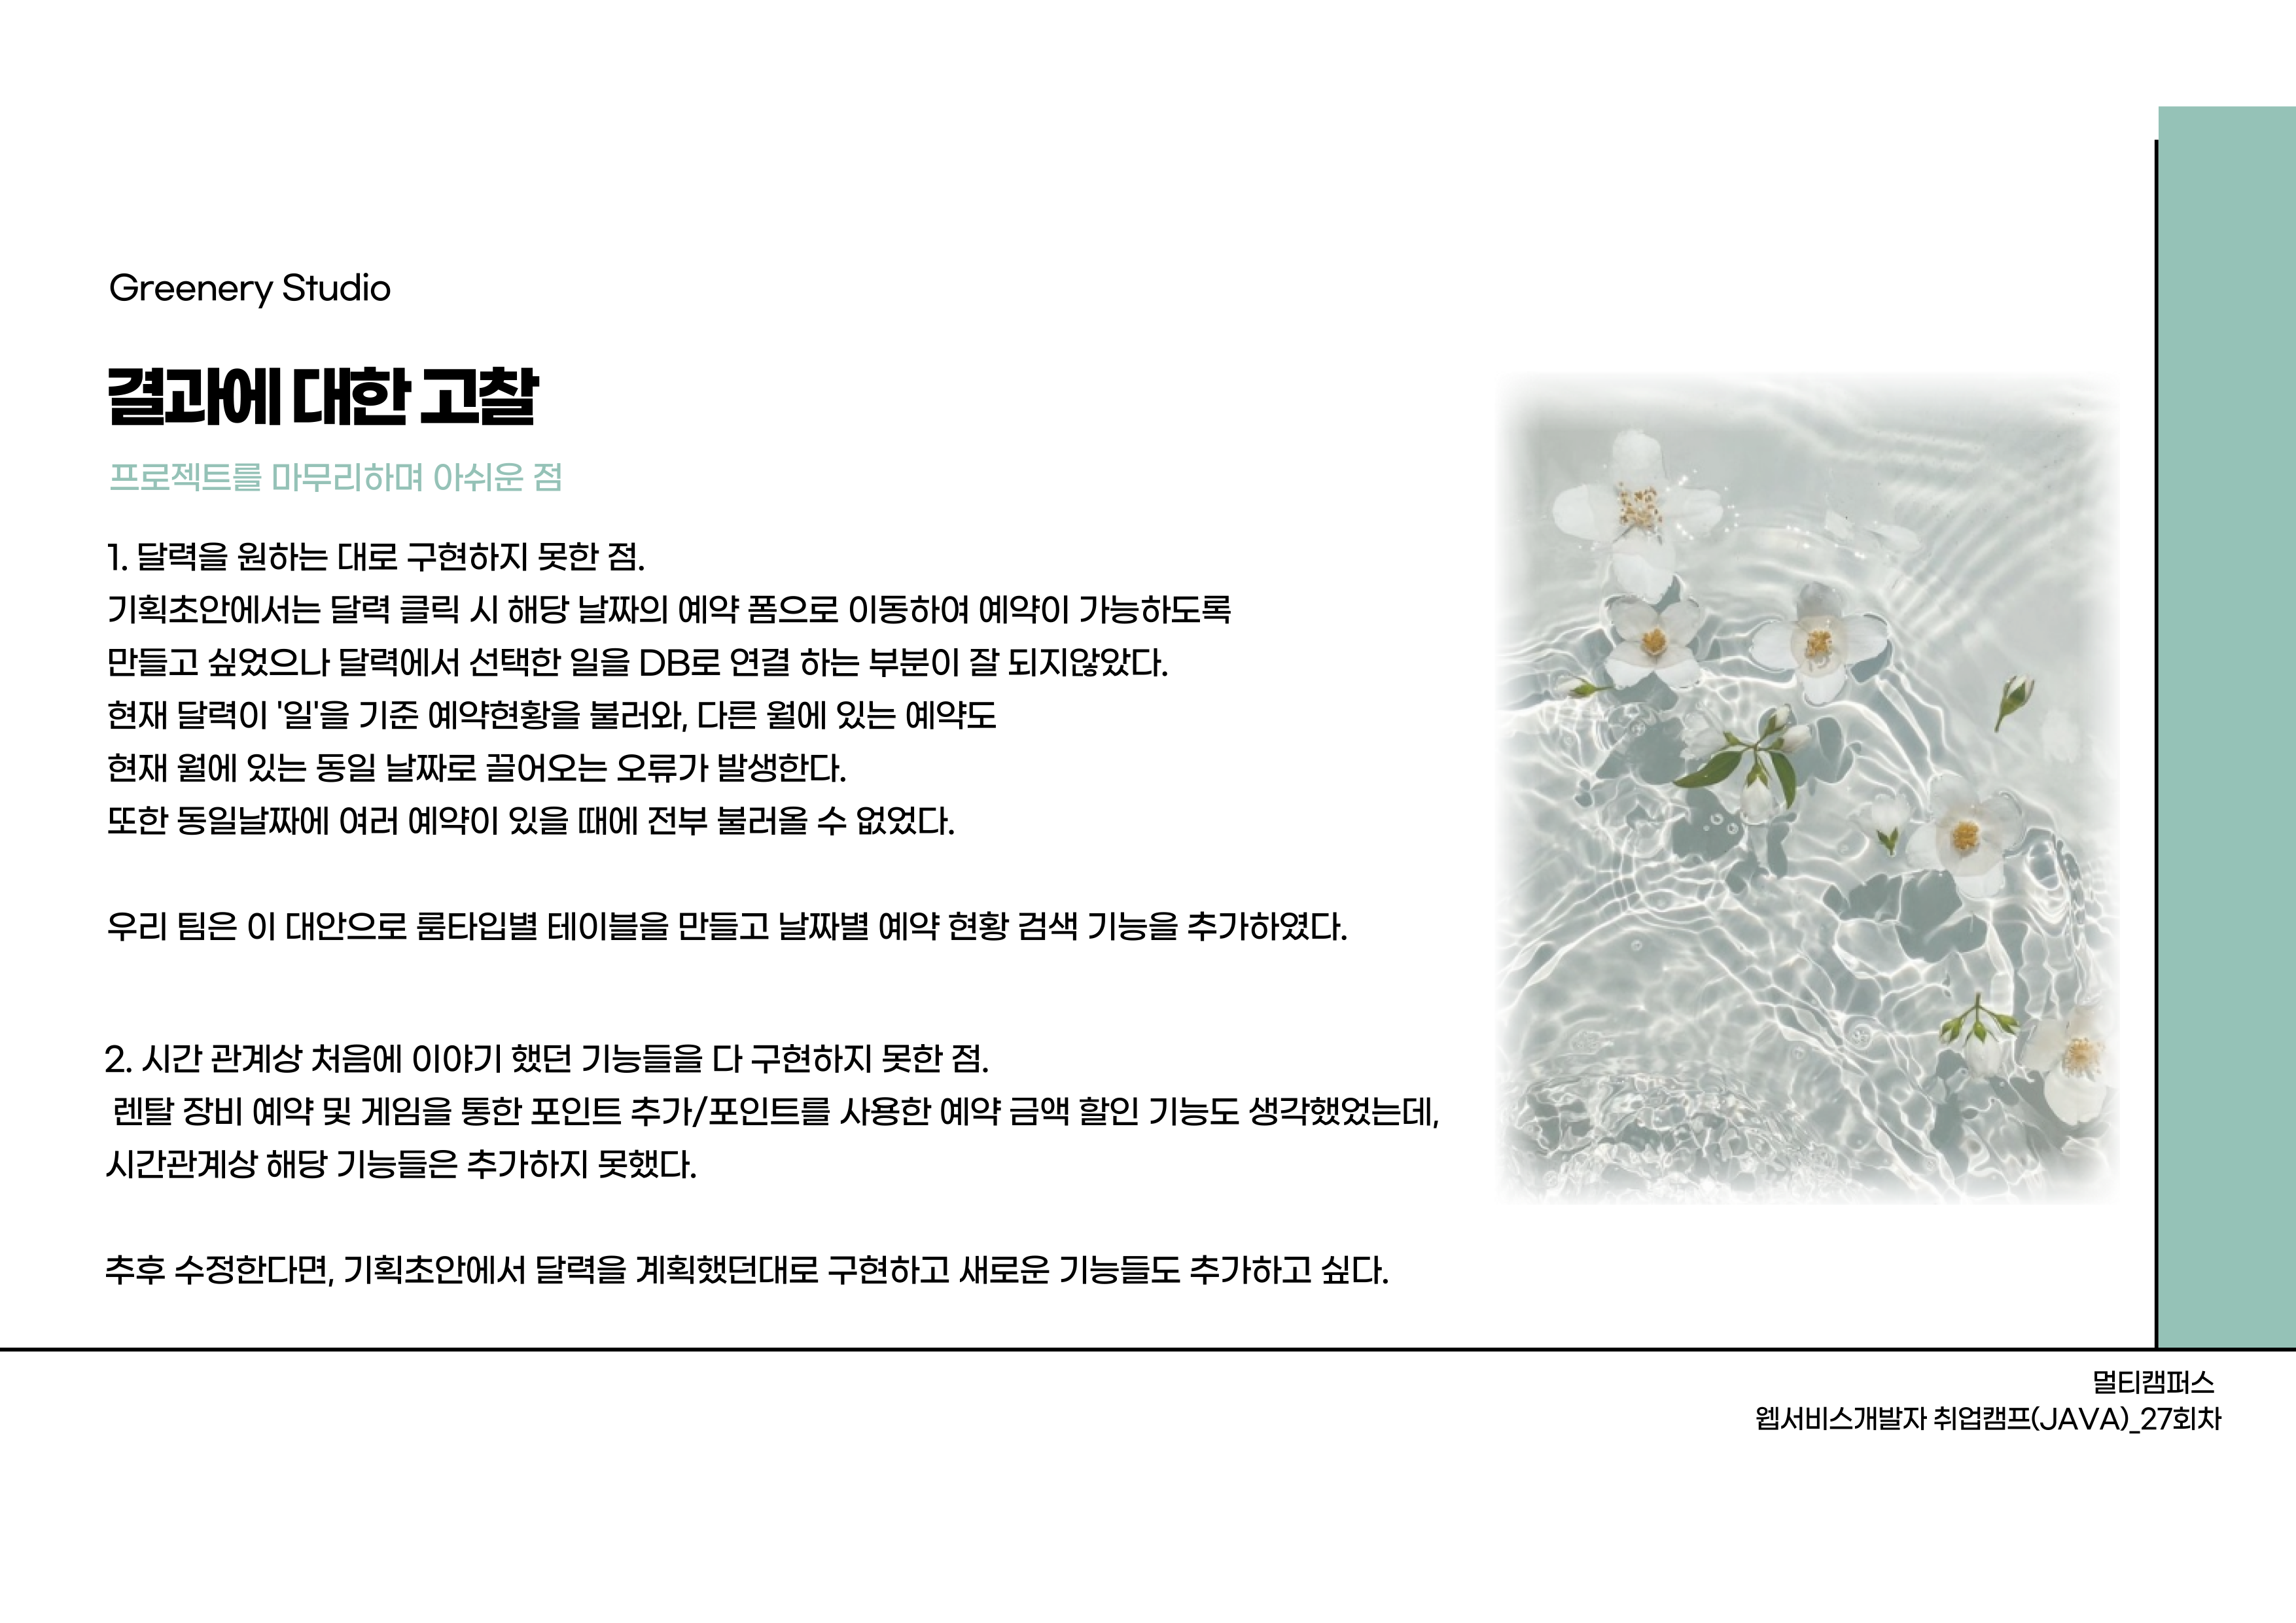 Greenery Studio
결과에 대한 고찰
프로젝트를 마무리하며 아쉬운 점
1. 달력을 원하는 대로 구현하지 못한 점.
기획초안에서는 달력 클릭 시 해당 날짜의 예약 폼으로 이동하여 예약이 가능하도록
만들고 싶었으나 달력에서 선택한 일을 DB로 연결 하는 부분이 잘 되지않았다.
현재 달력이 '일'을 기준 예약현황을 불러와, 다른 월에 있는 예약도
현재 월에 있는 동일 날짜로 끌어오는 오류가 발생한다.
또한 동일날짜에 여러 예약이 있을 때에 전부 불러올 수 없었다.
우리 팀은 이 대안으로 룸타입별 테이블을 만들고 날짜별 예약 현황 검색 기능을 추가하였다.
2. 시간 관계상 처음에 이야기 했던 기능들을 다 구현하지 못한 점.
렌탈 장비 예약 및 게임을 통한 포인트 추가/포인트를 사용한 예약 금액 할인 기능도 생각했었는데,
시간관계상 해당 기능들은 추가하지 못했다.
추후 수정한다면, 기획초안에서 달력을 계획했던대로 구현하고 새로운 기능들도 추가하고 싶다.
멀티캠퍼스
웹서비스개발자 취업캠프(JAVA)_27회차